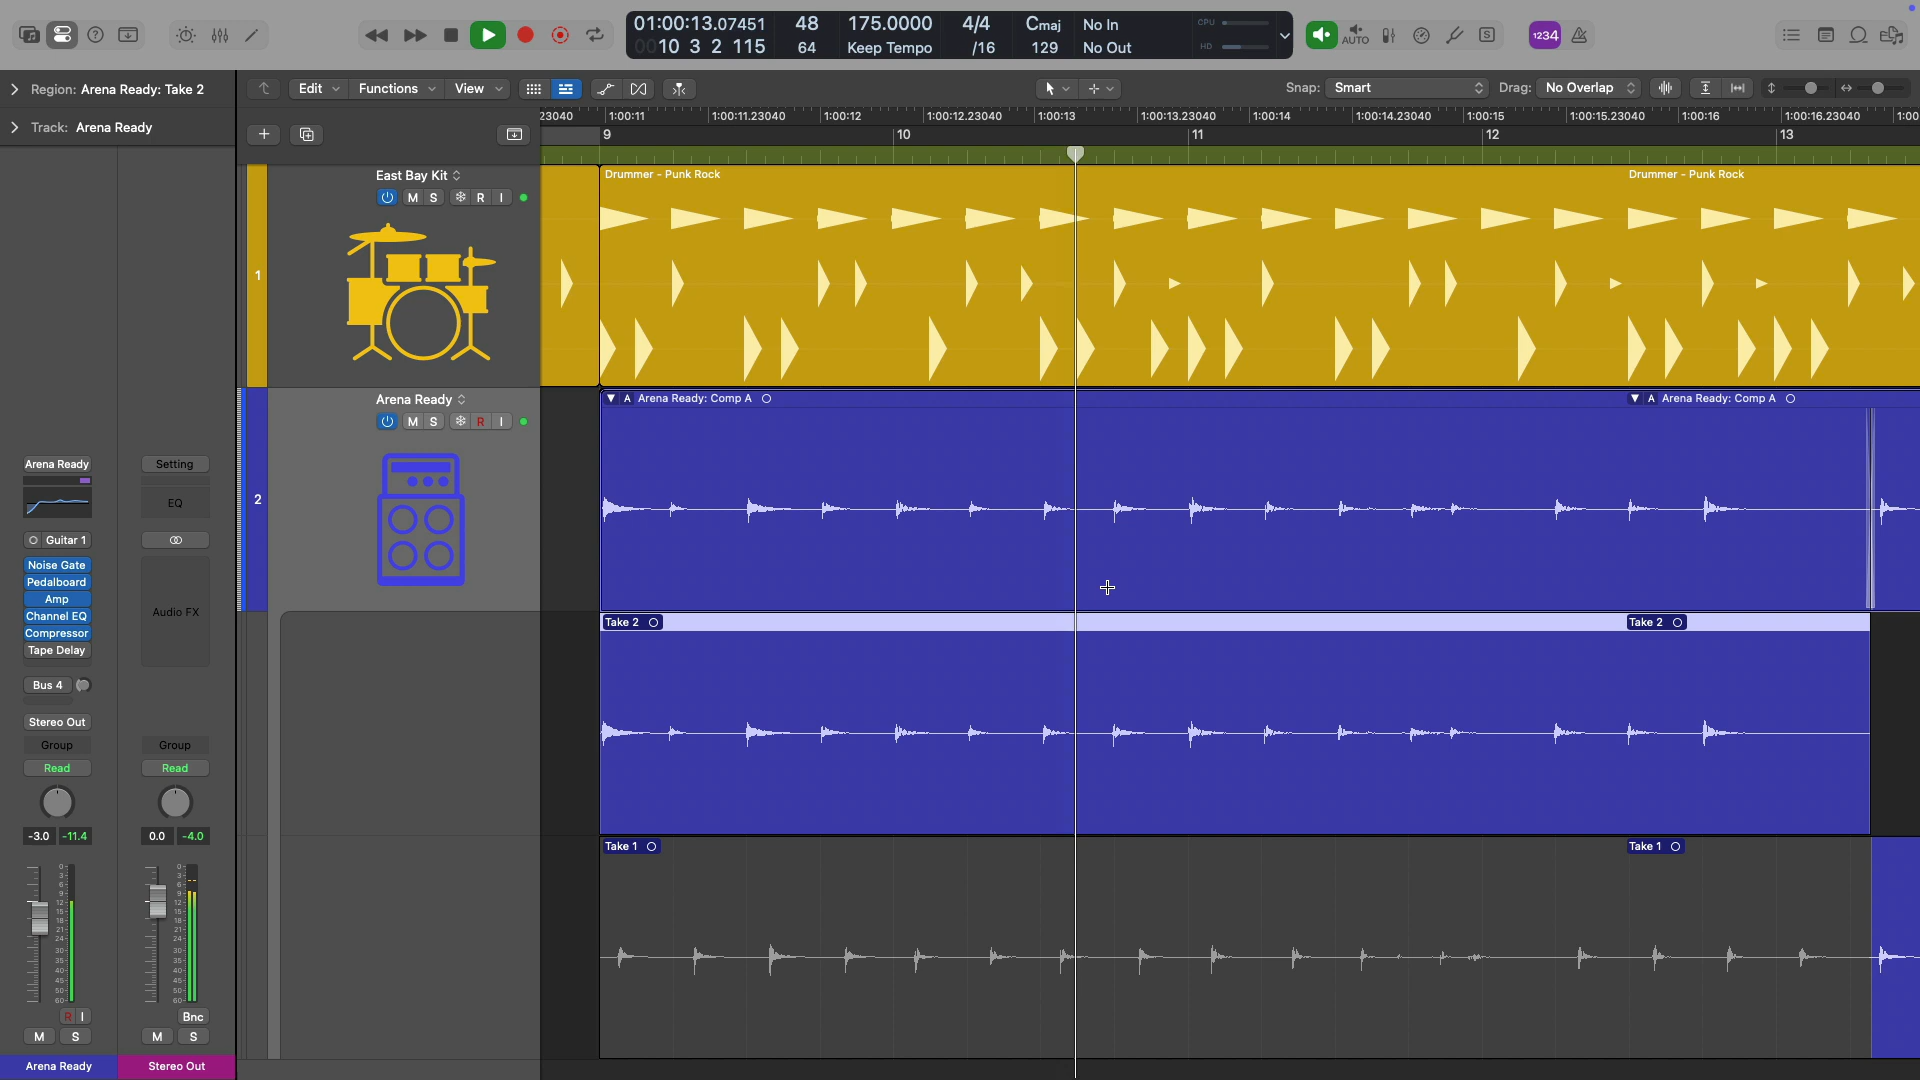 01:00:13.07451
48
175.0000
4/4
Cmaj
No In
CPU
AUTO
1234
0010 3 2 115
64
Keep Tempo
/16
129
No Out
HD
Region: Arena Ready: Take 2
Edit
Functions
View
Snap: Smart
Drag: No Overlap
Track: Arena Ready
23040
1:00:11
1:00:11.23040
1:00:12
1:00:12.23040
1:00:13
1:00:13.23040
1:00:14
1:00:14.23040
1:00:15
1:00:15.23040
1:00:16
1:00:16.23040
1:00
9
10
11
12
13
East Bay Kit
M S R I
1
Drummer - Punk Rock
Drummer - Punk Rock
Arena Ready
M S R I
2
A Arena Ready: Comp A
A Arena Ready: Comp A
Take 2
Take 2
Take 1
Take 1
Arena Ready
Setting
EQ
Guitar 1
Noise Gate
Pedalboard
Amp
Channel EQ
Compressor
Tape Delay
Audio FX
Bus 4
Stereo Out
Group
Group
Read
Read
-3.0
-11.4
0.0
-4.0
R I
Bnc
M S
M S
Arena Ready
Stereo Out